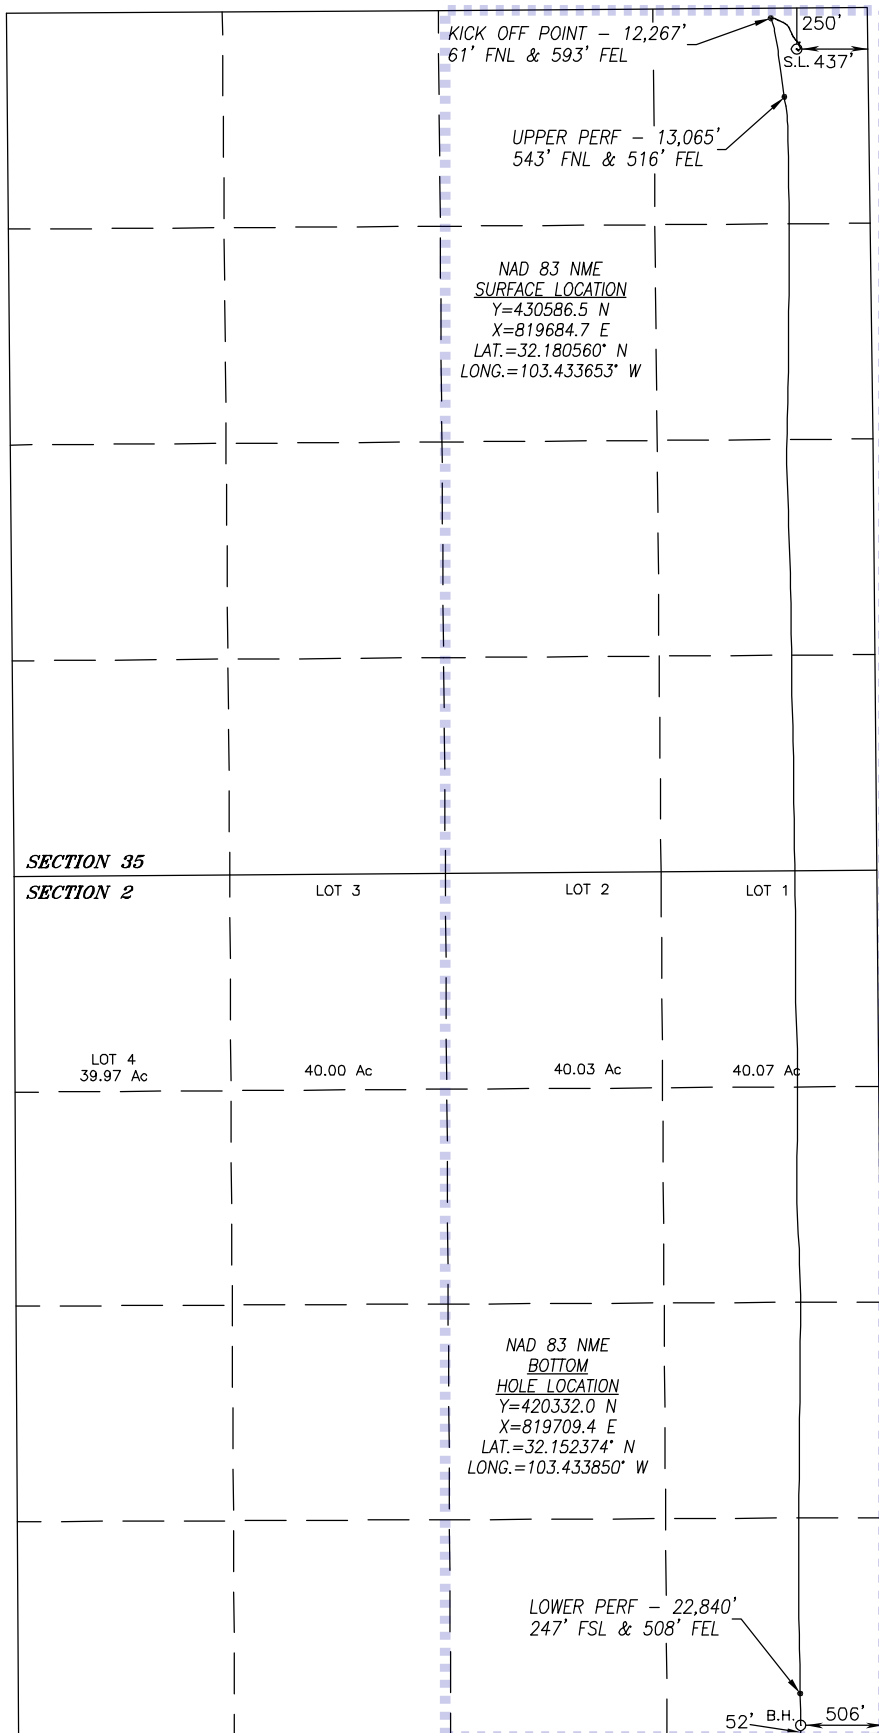 KICK OFF POINT – 12,267'
61' FNL & 593' FEL
250'
S.L. 437'
UPPER PERF – 13,065'
543' FNL & 516' FEL
NAD 83 NME
SURFACE LOCATION
Y=430586.5 N
X=819684.7 E
LAT.=32.180560° N
LONG.=103.433653° W
SECTION 35
SECTION 2
LOT 3
LOT 2
LOT 1
LOT 4
39.97 Ac
40.00 Ac
40.03 Ac
40.07 Ac
NAD 83 NME
BOTTOM
HOLE LOCATION
Y=420332.0 N
X=819709.4 E
LAT.=32.152374° N
LONG.=103.433850° W
LOWER PERF – 22,840'
247' FSL & 508' FEL
52' B.H. 506'